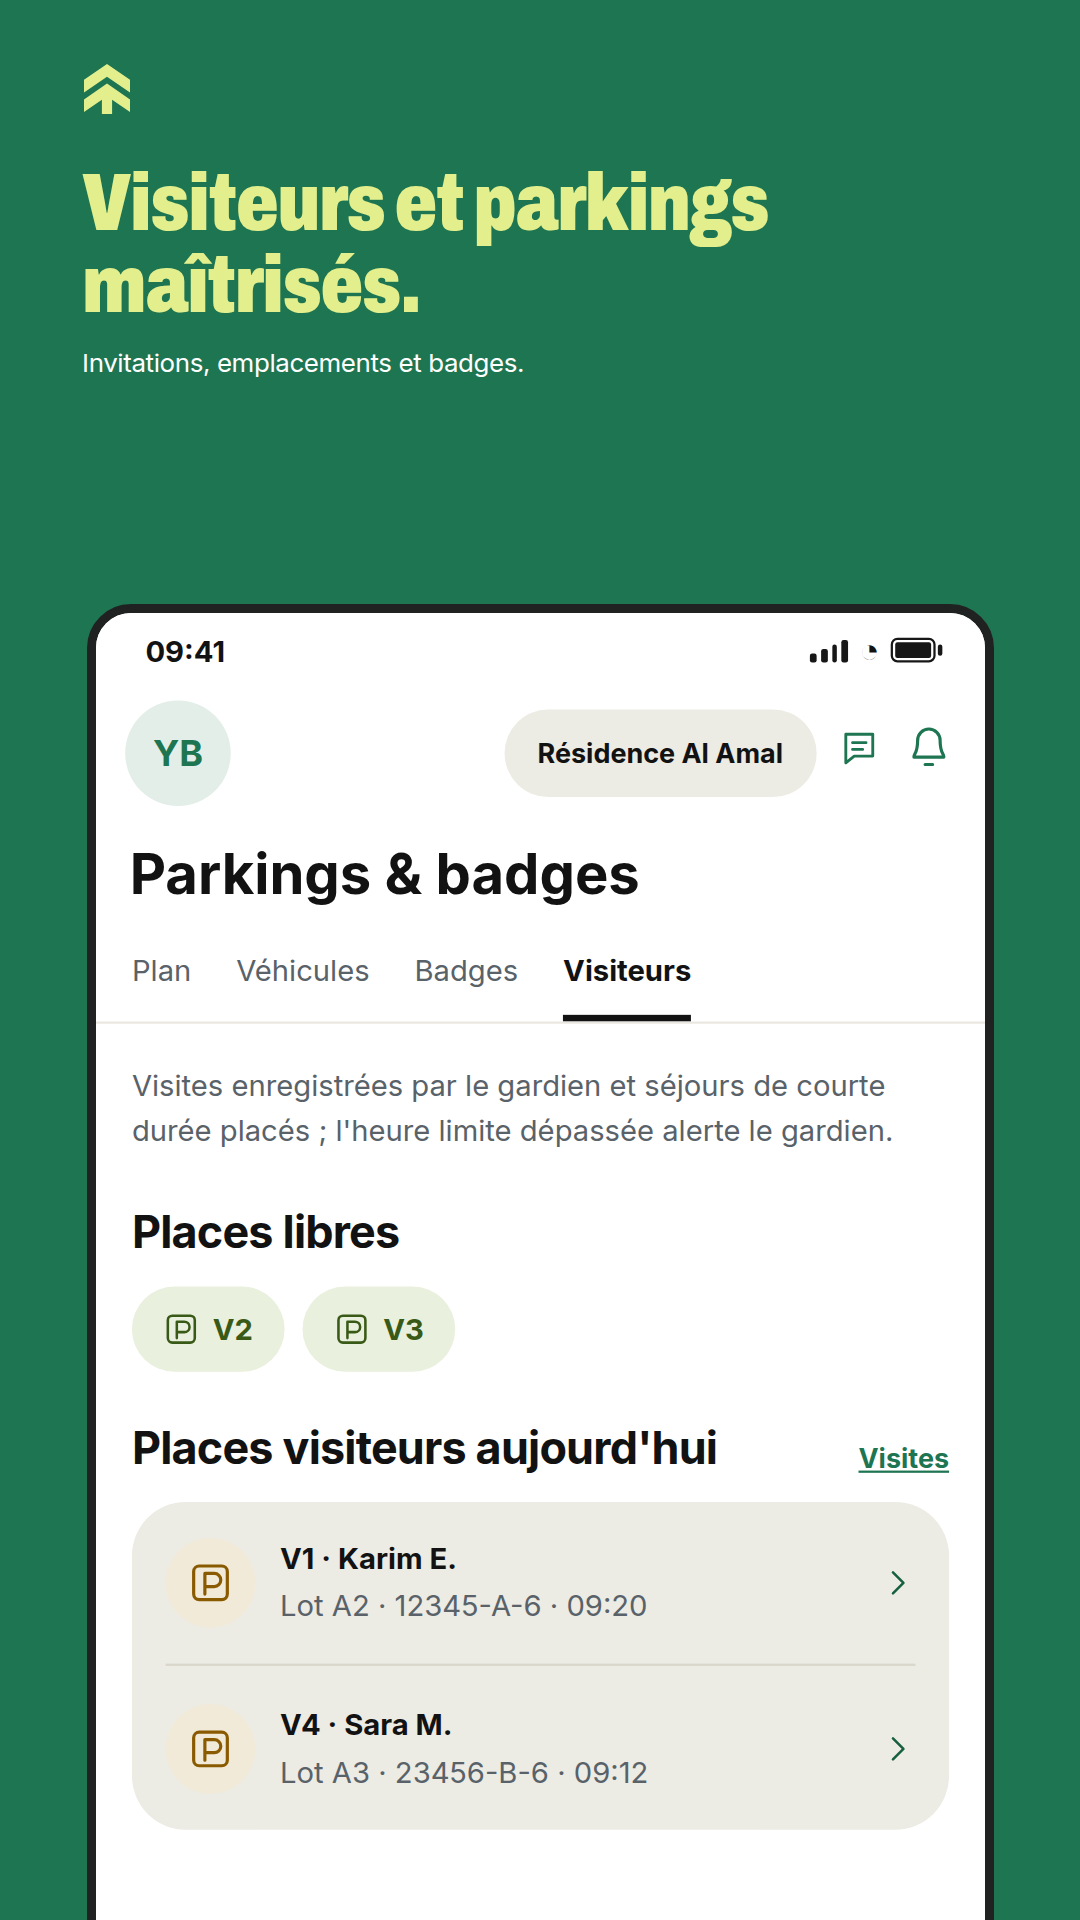 Visiteurs et parkings
maîtrisés.
Invitations, emplacements et badges.
09:41
YB
Résidence Al Amal
Parkings & badges
Plan Véhicules Badges Visiteurs
Visites enregistrées par le gardien et séjours de courte
durée placés ; l'heure limite dépassée alerte le gardien.
Places libres
P V2 P V3
Places visiteurs aujourd'hui Visites
P V1 · Karim E.
Lot A2 · 12345-A-6 · 09:20
P V4 · Sara M.
Lot A3 · 23456-B-6 · 09:12